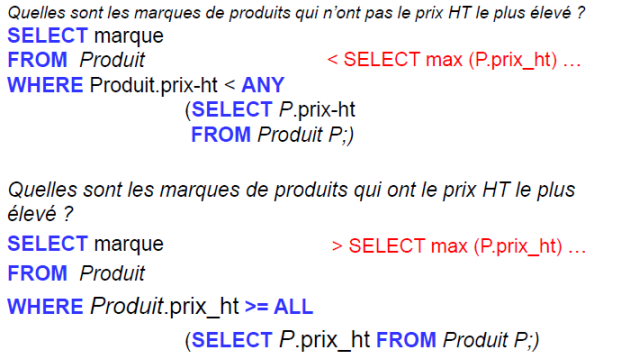 Quelles sont les marques de produits qui n'ont pas le prix HT le plus élevé ?
SELECT marque
FROM Produit < SELECT max (P.prix_ht) ...
WHERE Produit.prix-ht < ANY
(SELECT P.prix-ht
FROM Produit P;)
Quelles sont les marques de produits qui ont le prix HT le plus
élevé ?
SELECT marque > SELECT max (P.prix_ht) ...
FROM Produit
WHERE Produit.prix_ht >= ALL
(SELECT P.prix_ht FROM Produit P;)